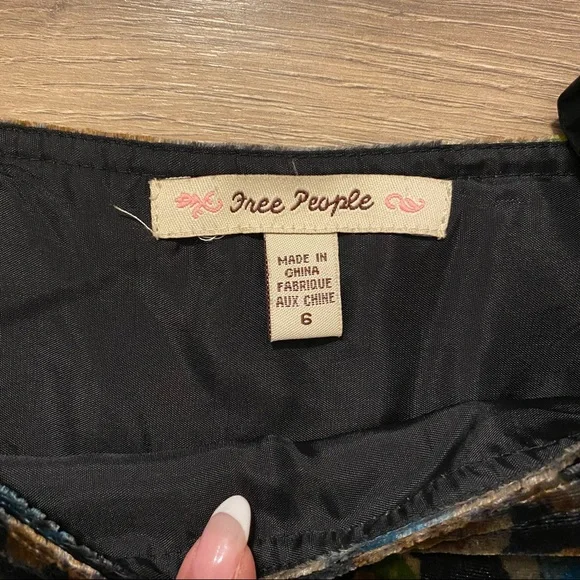 Free People
MADE IN
CHINA
FABRIQUE
AUX CHINE
6